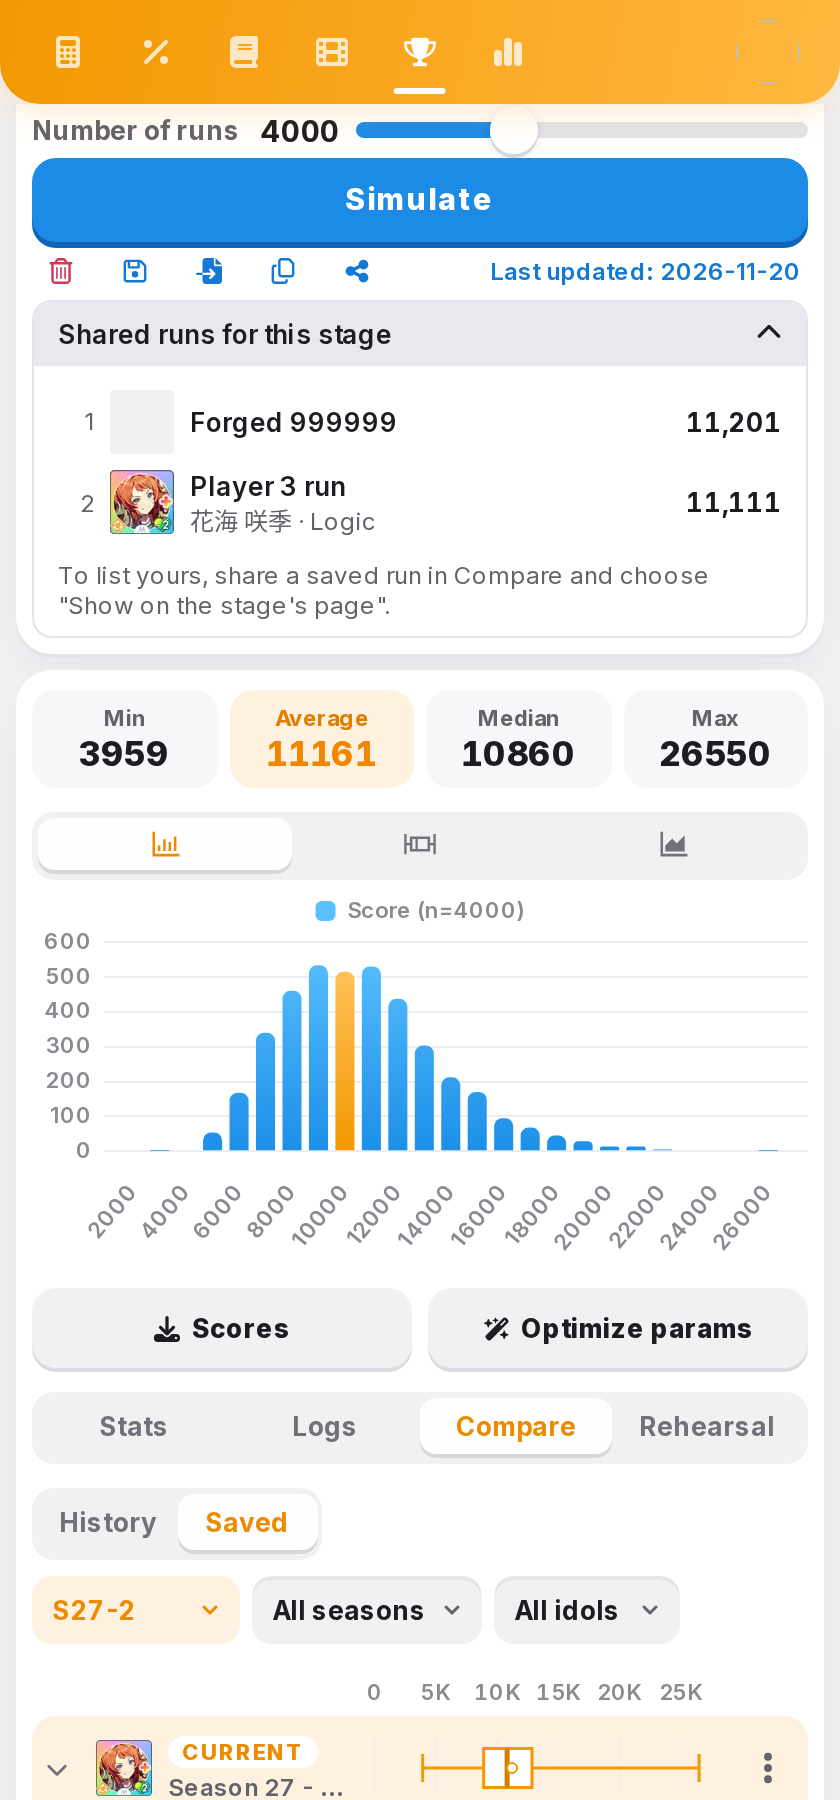 Number of runs 4000
Simulate
Last updated: 2026-11-20
Shared runs for this stage
1 Forged 999999 11,201
2 Player 3 run 11,111
花海 咲季 · Logic
To list yours, share a saved run in Compare and choose
"Show on the stage's page".
Min Average Median Max
3959 11161 10860 26550
Score (n=4000)
600
500
400
300
200
100
0
2000 4000 6000 8000 10000 12000 14000 16000 18000 20000 22000 24000 26000
Scores Optimize params
Stats Logs Compare Rehearsal
History Saved
S27-2 All seasons All idols
0 5K 10K 15K 20K 25K
CURRENT
Season 27 - ...